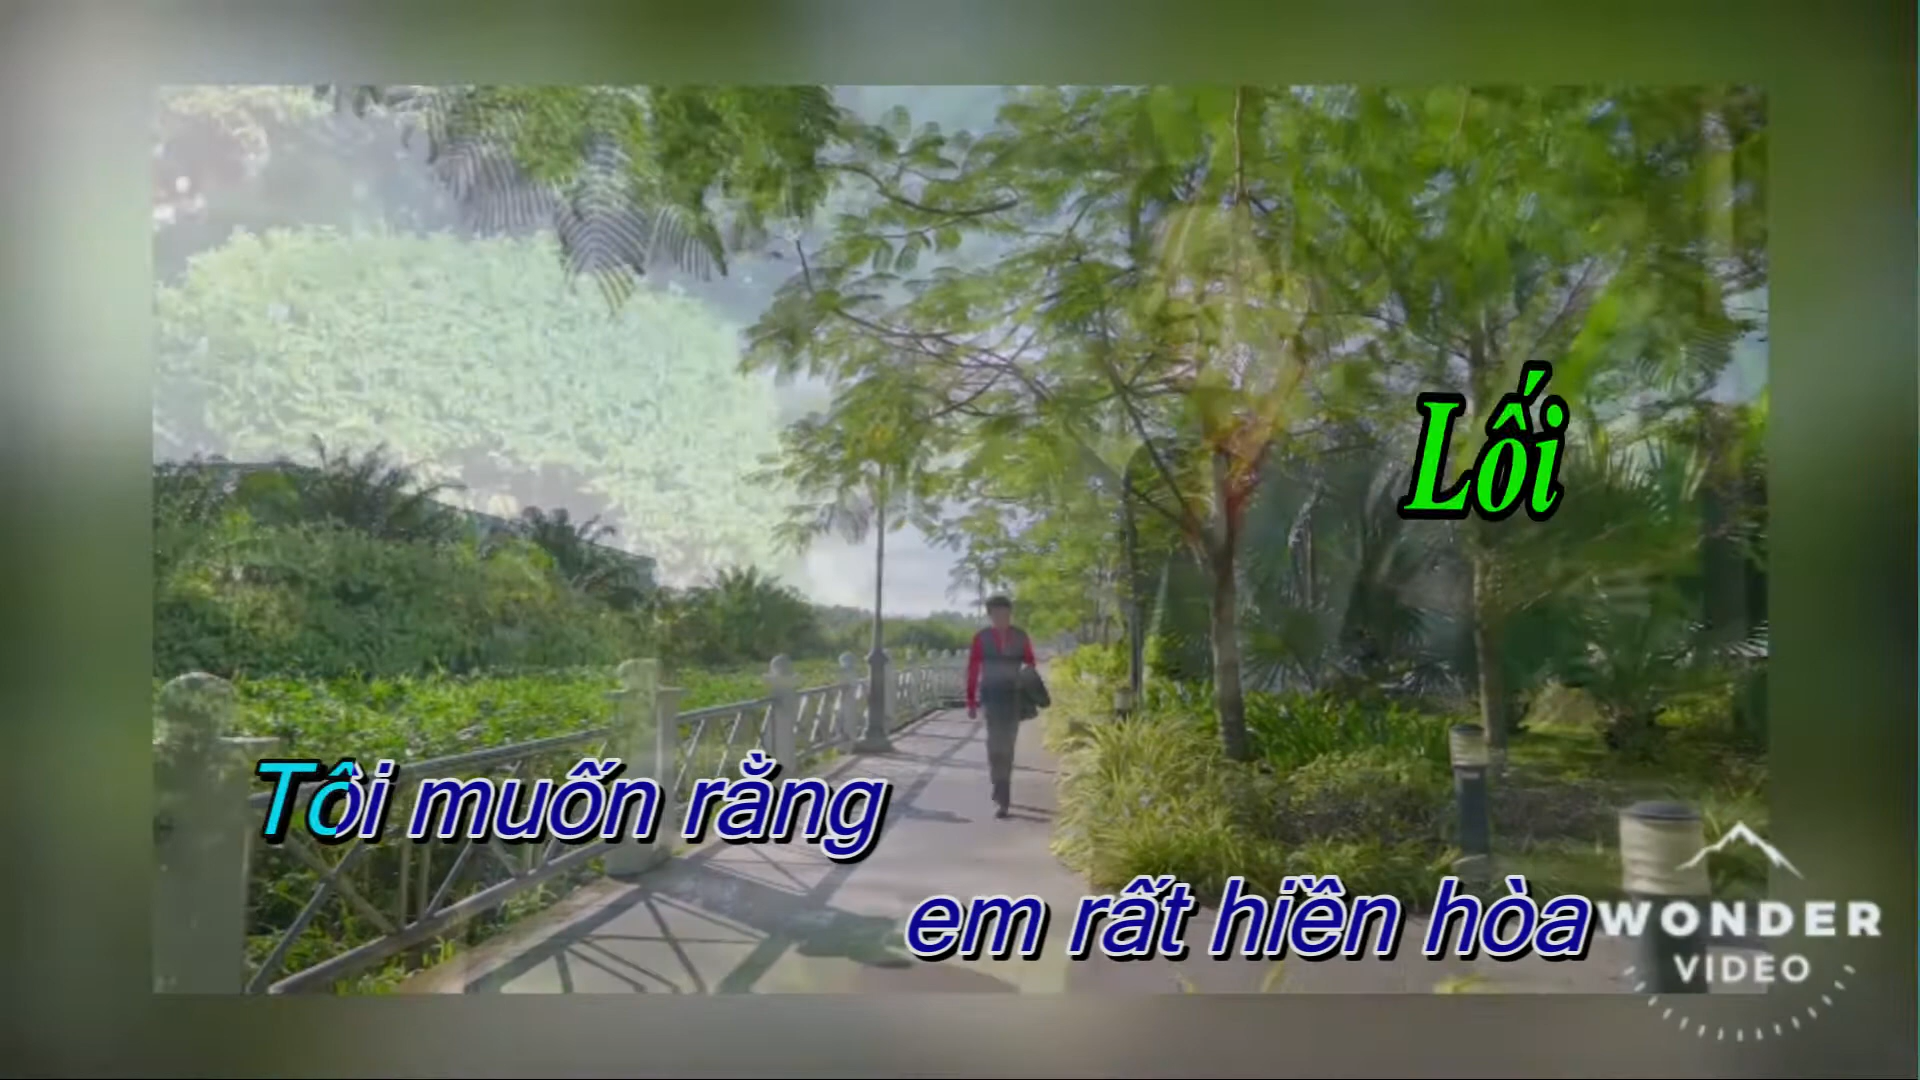 Lối
Tôi muốn rằng
em rất hiền hòa
WONDER
VIDEO